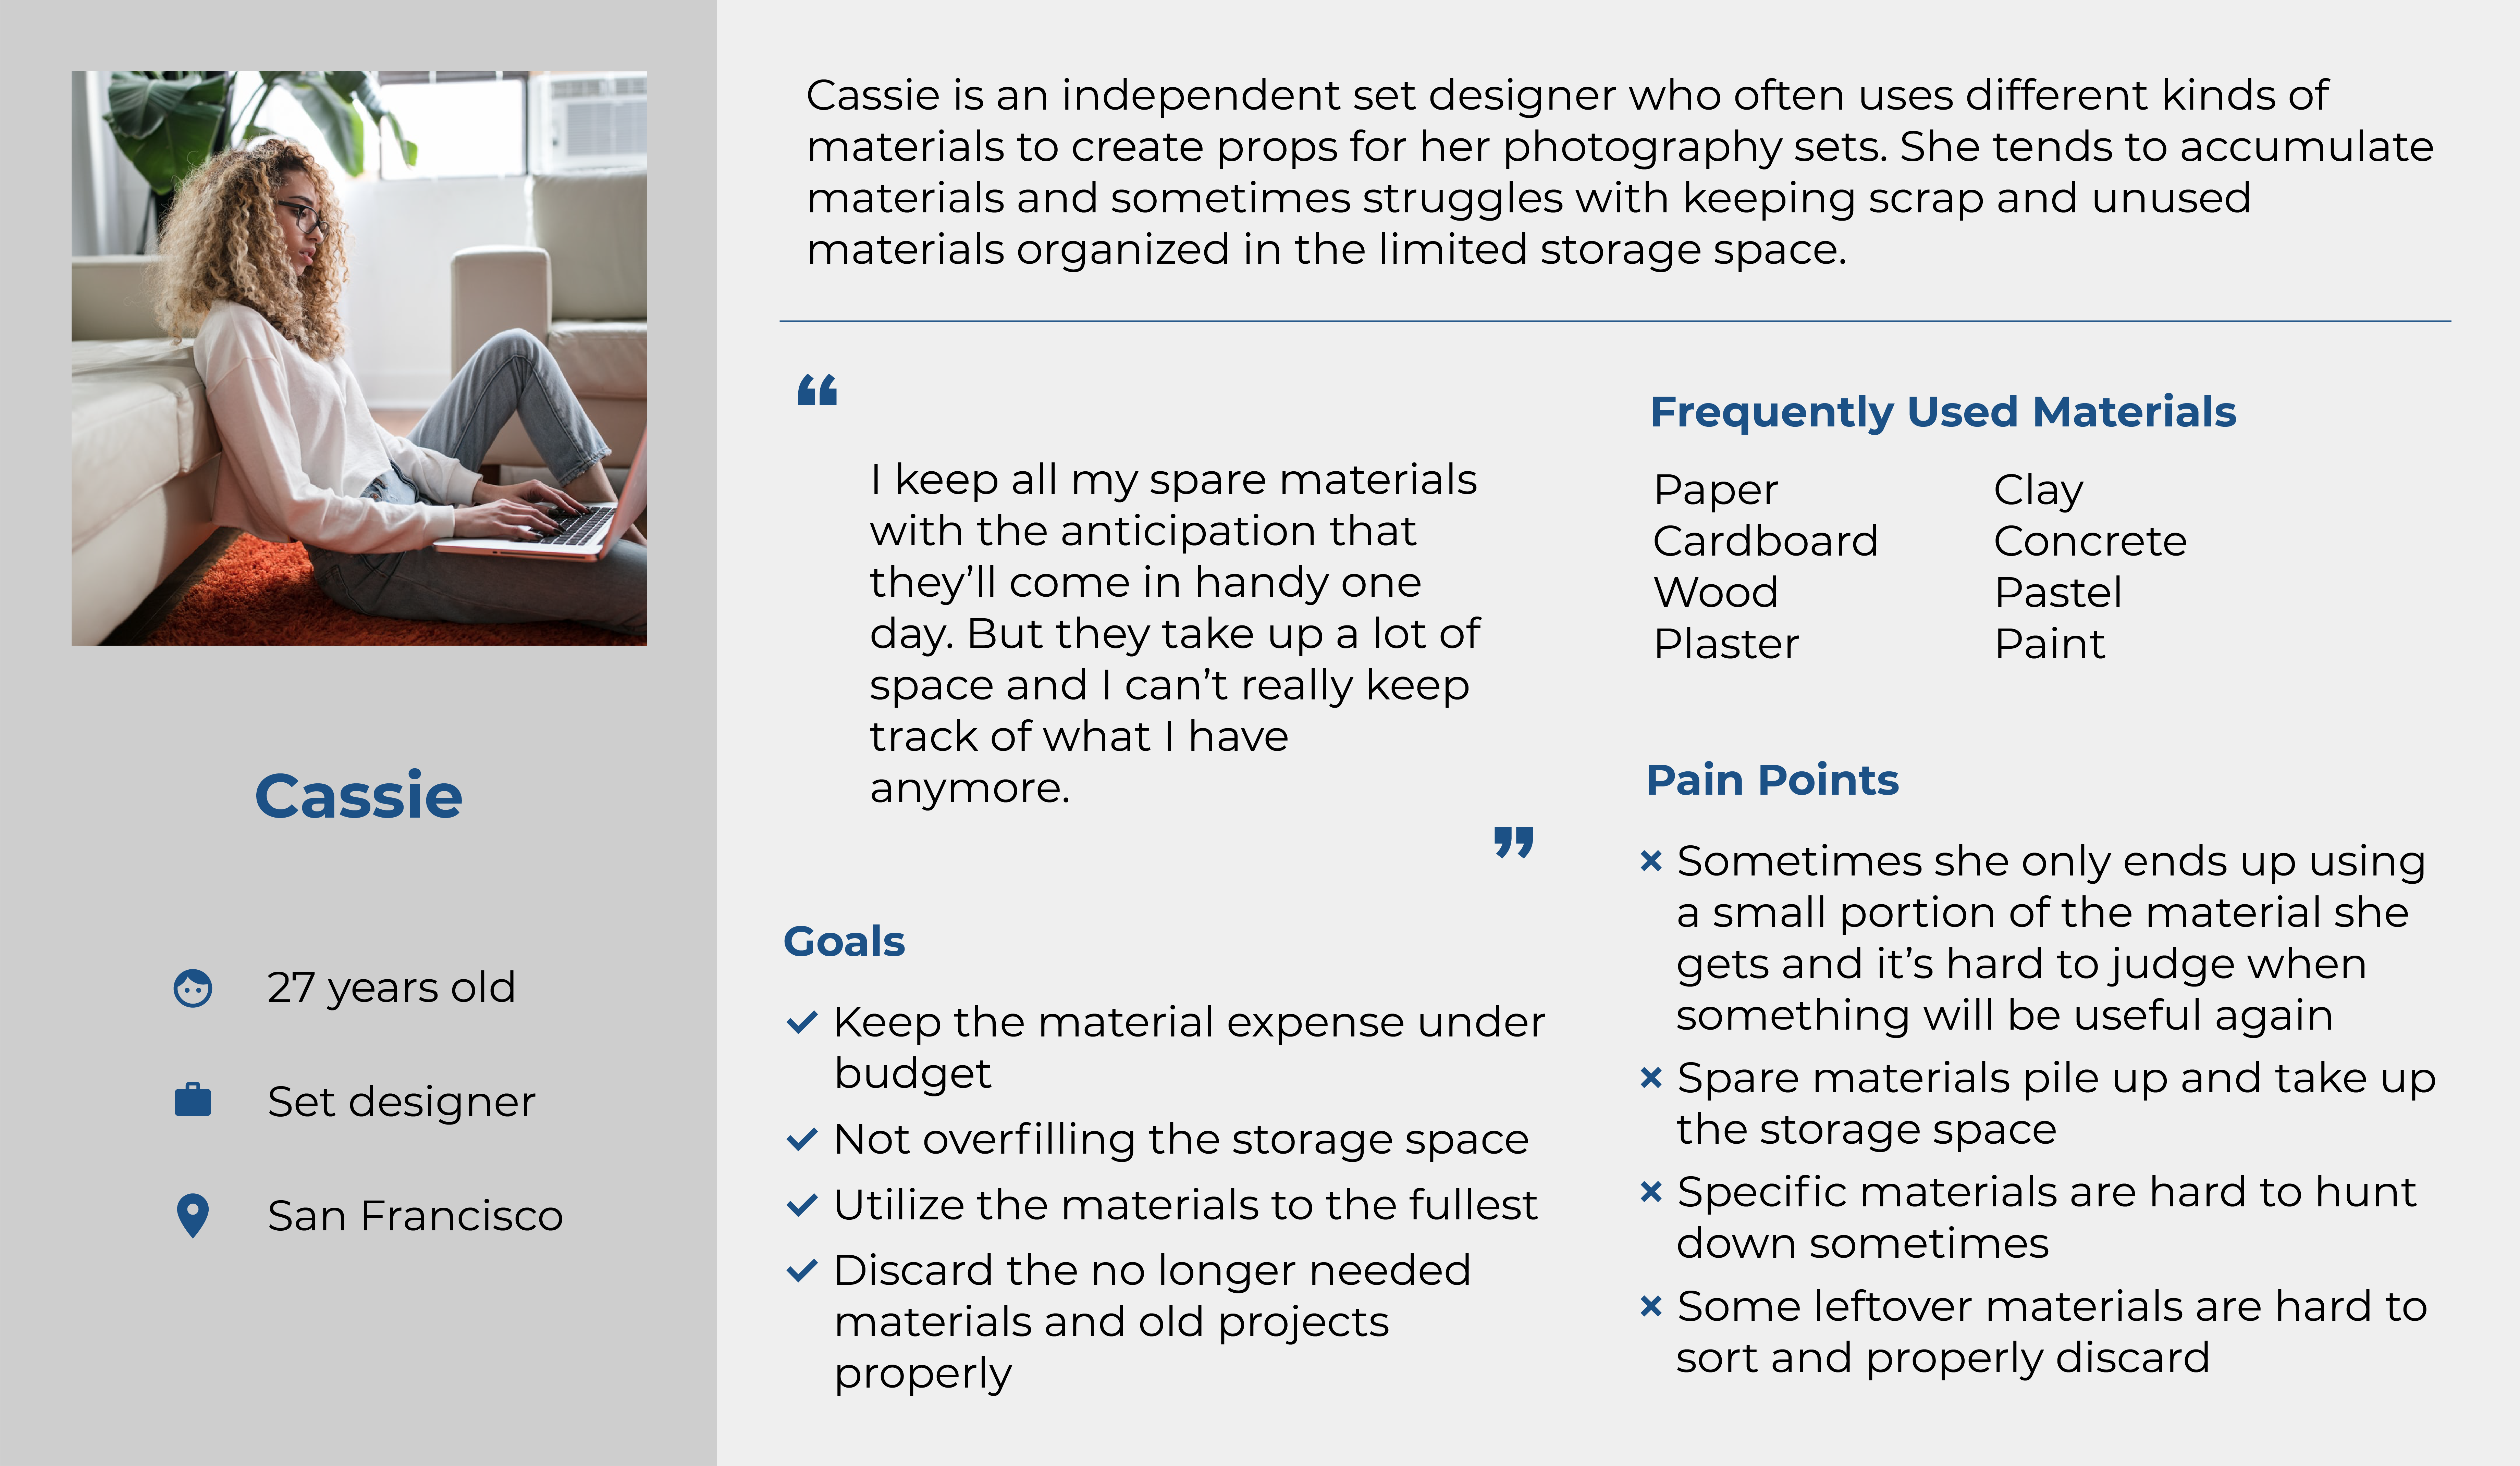 Cassie
27 years old
Set designer
San Francisco
Cassie is an independent set designer who often uses different kinds of
materials to create props for her photography sets. She tends to accumulate
materials and sometimes struggles with keeping scrap and unused
materials organized in the limited storage space.
“
I keep all my spare materials
with the anticipation that
they’ll come in handy one
day. But they take up a lot of
space and I can’t really keep
track of what I have
anymore.
”
Goals
Keep the material expense under
budget
Not overfilling the storage space
Utilize the materials to the fullest
Discard the no longer needed
materials and old projects
properly
Frequently Used Materials
Paper
Cardboard
Wood
Plaster
Clay
Concrete
Pastel
Paint
Pain Points
Sometimes she only ends up using
a small portion of the material she
gets and it’s hard to judge when
something will be useful again
Spare materials pile up and take up
the storage space
Specific materials are hard to hunt
down sometimes
Some leftover materials are hard to
sort and properly discard